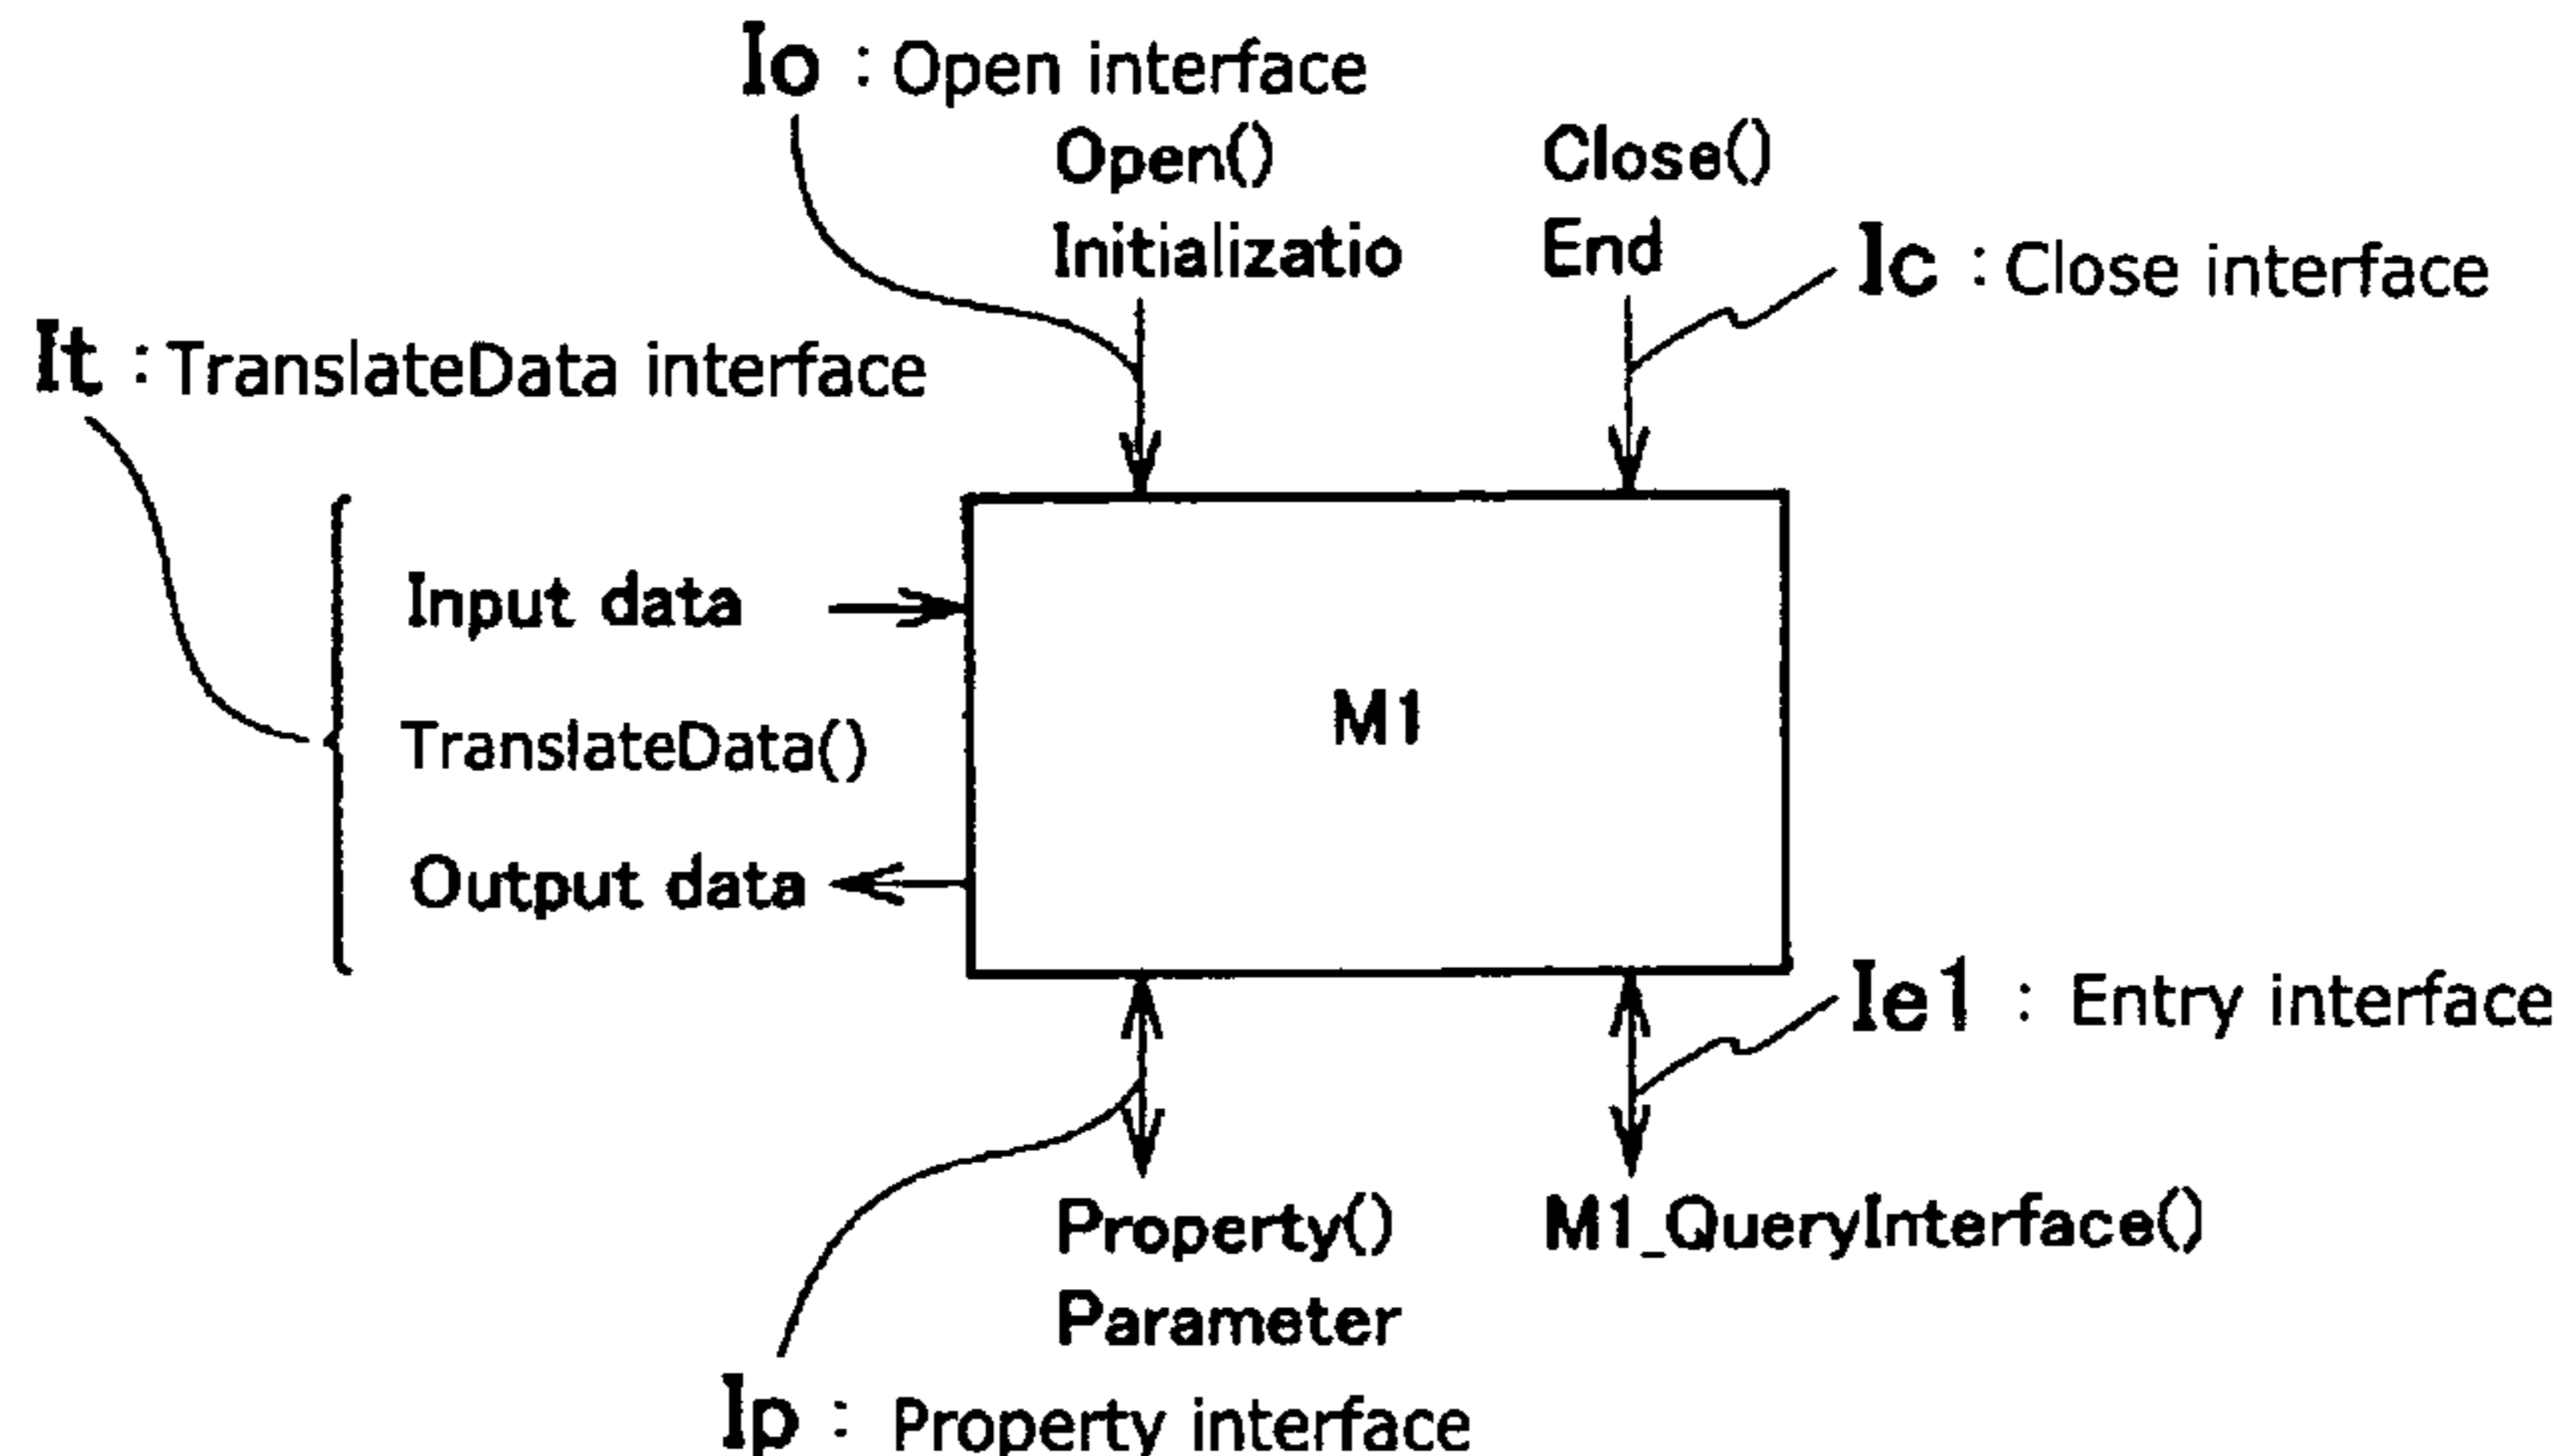 Io : Open interface
Open()
Initializatio
Close()
End
Ic : Close interface
It : TranslateData interface
Input data
TranslateData()
Output data
M1
Ie1 : Entry interface
Property()
Parameter
M1_QueryInterface()
Ip : Property interface